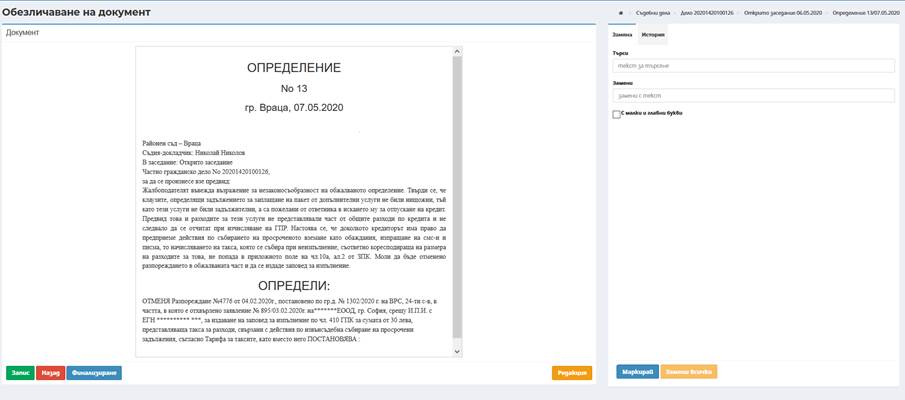 Обезличаване на документ
Съдебни дела
Дело 20201420100126
Открито заседание 06.05.2020
Определение 13/07.05.2020
Документ
ОПРЕДЕЛЕНИЕ
No 13
гр. Враца, 07.05.2020
Районен съд – Враца
Съдия-докладчик: Николай Николов
В заседание: Открито заседание
Частно гражданско дело No 20201420100126,
за да се произнесе взе предвид:
Жалбоподателят въвежда възражение за незаконосъобразност на обжалваното определение. Твърди се, че
клаузите, определящи задължението за заплащане на пакет от допълнителни услуги не били нищожни, тъй
като тези услуги не били задължителни, а са пожелани от ответника в искането му за отпускане на кредит.
Предвид това и разходите за тези услуги не представлявали част от общите разходи по кредита и не
следвало да се отчитат при изчисляване на ГПР. Настоява се, че доколкото кредиторът има право да
предприеме действия по събирането на просроченото вземане като обаждания, изпращане на смс-и и
писма, то начисляването на такса, която се събира при неизпълнение, съответно кореспондираща на размера
на разходите за това, не попада в приложното поле на чл.10а, ал.2 от ЗПК. Моли да бъде отменено
разпореждането в обжалваната част и да се издаде заповед за изпълнение.
ОПРЕДЕЛИ:
ОТМЕНЯ Разпореждане №4776 от 04.02.2020г., постановено по гр.д. № 1302/2020 г. на ВРС, 24-ти с-в, в
частта, в която е отхвърлено заявление № 895/03.02.2020г. на*******ЕООД, гр. София, срещу И.П.И. с
ЕГН ********** ***, за издаване на заповед за изпълнение по чл. 410 ГПК за сумата от 30 лева,
представляваща такса за разходи, свързани с действия по извънсъдебна събиране на просрочени
задължения, съгласно Тарифа за таксите, като вместо него ПОСТАНОВЯВА :
Запис
Назад
Финализиране
Редакция
Замяна
История
Търси
текст за търсене
Замени
замени с текст
С малки и главни букви
Маркирай
Замени всички